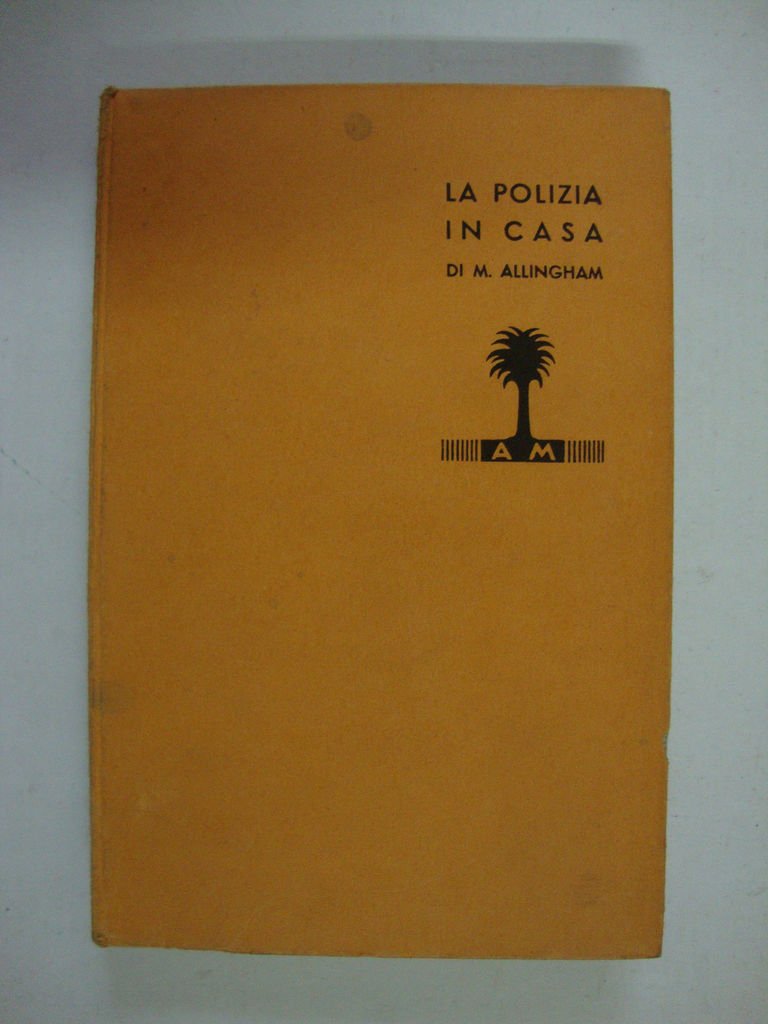 LA POLIZIA
IN CASA
DI M. ALLINGHAM
A M